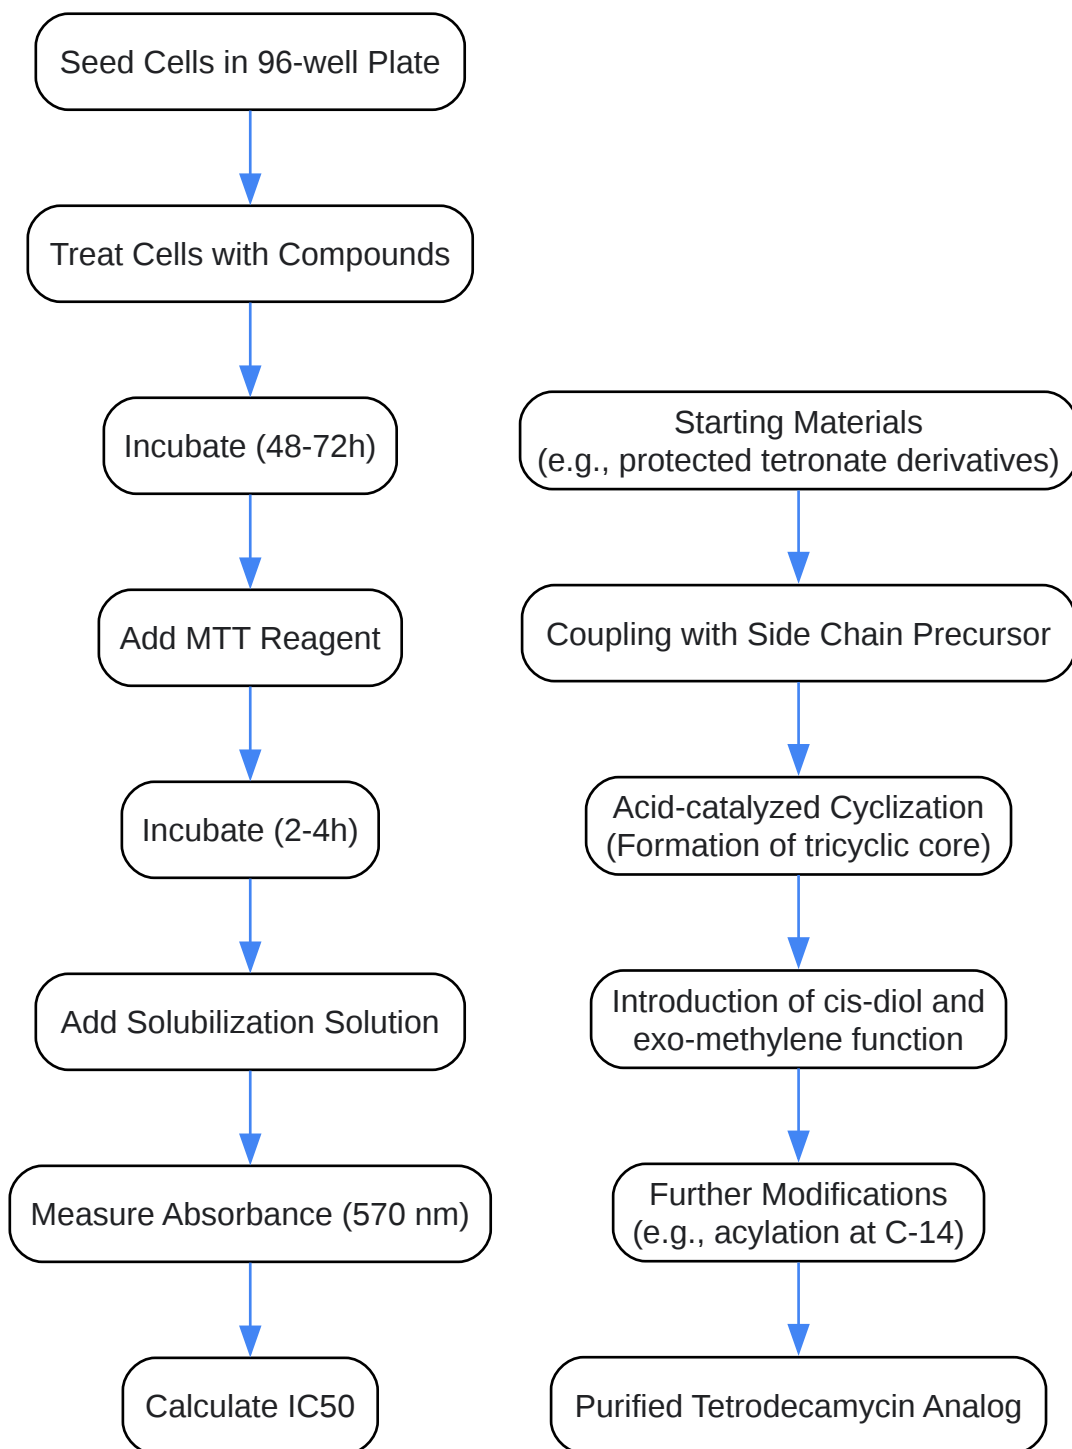 Seed Cells in 96-well Plate
Treat Cells with Compounds
Incubate (48-72h)
Add MTT Reagent
Incubate (2-4h)
Add Solubilization Solution
Measure Absorbance (570 nm)
Calculate IC50
Starting Materials
(e.g., protected tetronate derivatives)
Coupling with Side Chain Precursor
Acid-catalyzed Cyclization
(Formation of tricyclic core)
Introduction of cis-diol and
exo-methylene function
Further Modifications
(e.g., acylation at C-14)
Purified Tetrodecamycin Analog